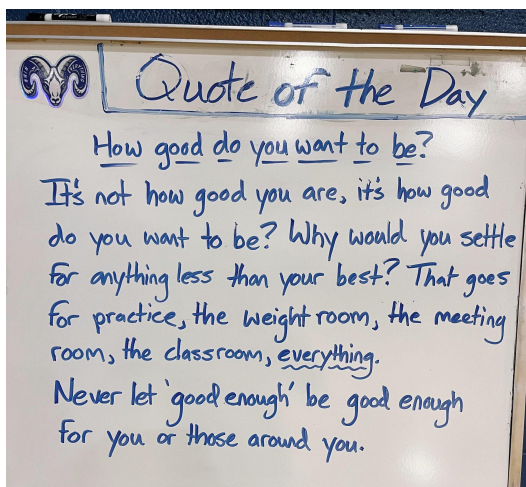 Quote of the Day
How good do you want to be?
It's not how good you are, it's how good
do you want to be? Why would you settle
for anything less than your best? That goes
for practice, the weight room, the meeting
room, the classroom, everything.
Never let 'good enough' be good enough
for you or those around you.